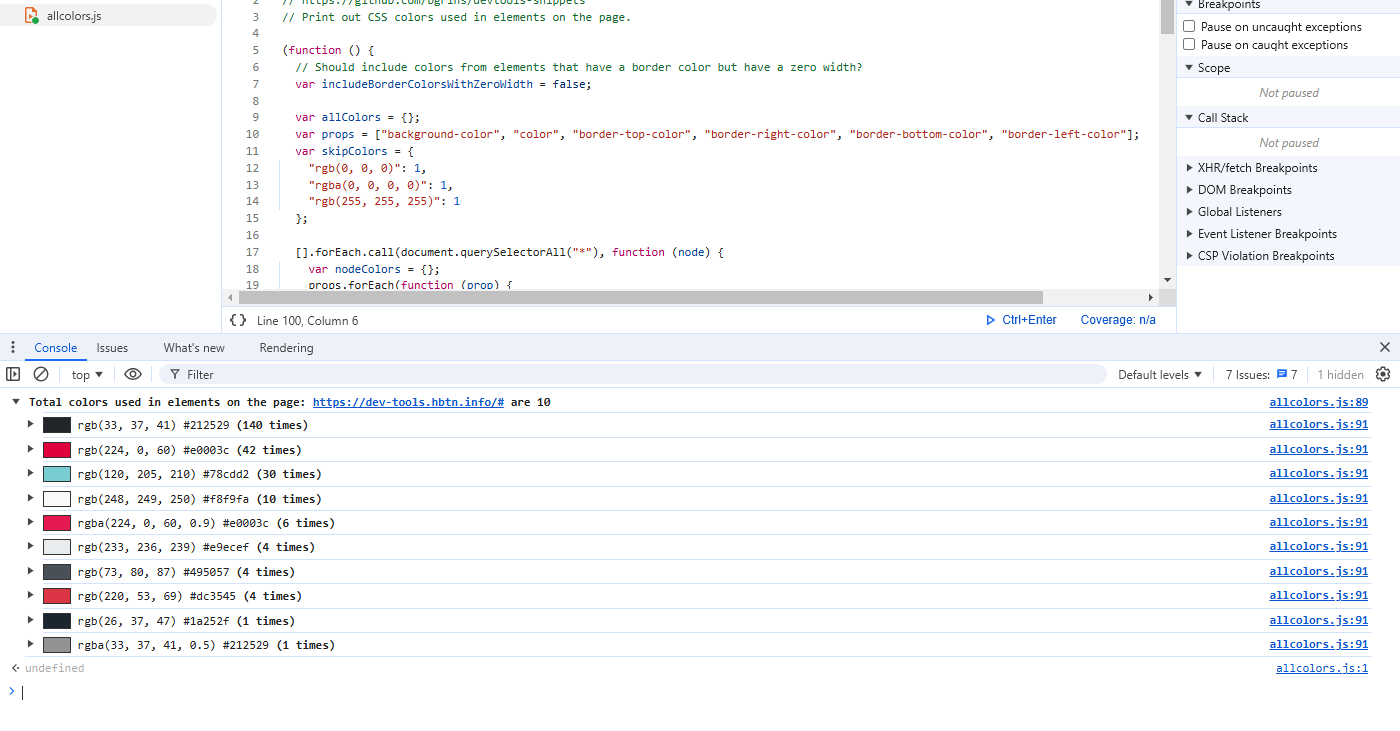 allcolors.js
2 // https://github.com/bgrins/devtools-snippets
3 // Print out CSS colors used in elements on the page.
4
5 (function () {
6 // Should include colors from elements that have a border color but have a zero width?
7 var includeBorderColorsWithZeroWidth = false;
8
9 var allColors = {};
10 var props = ["background-color", "color", "border-top-color", "border-right-color", "border-bottom-color", "border-left-color"];
11 var skipColors = {
12 "rgb(0, 0, 0)": 1,
13 "rgba(0, 0, 0, 0)": 1,
14 "rgb(255, 255, 255)": 1
15 };
16
17 [].forEach.call(document.querySelectorAll("*"), function (node) {
18 var nodeColors = {};
19 props.forEach(function (prop) {
{} Line 100, Column 6 Ctrl+Enter Coverage: n/a
Breakpoints
Pause on uncaught exceptions
Pause on caught exceptions
Scope
Not paused
Call Stack
Not paused
XHR/fetch Breakpoints
DOM Breakpoints
Global Listeners
Event Listener Breakpoints
CSP Violation Breakpoints
Console Issues What's new Rendering
top Filter Default levels 7 Issues: 7 1 hidden
Total colors used in elements on the page: https://dev-tools.hbtn.info/# are 10 allcolors.js:89
rgb(33, 37, 41) #212529 (140 times) allcolors.js:91
rgb(224, 0, 60) #e0003c (42 times) allcolors.js:91
rgb(120, 205, 210) #78cdd2 (30 times) allcolors.js:91
rgb(248, 249, 250) #f8f9fa (10 times) allcolors.js:91
rgba(224, 0, 60, 0.9) #e0003c (6 times) allcolors.js:91
rgb(233, 236, 239) #e9ecef (4 times) allcolors.js:91
rgb(73, 80, 87) #495057 (4 times) allcolors.js:91
rgb(220, 53, 69) #dc3545 (4 times) allcolors.js:91
rgb(26, 37, 47) #1a252f (1 times) allcolors.js:91
rgba(33, 37, 41, 0.5) #212529 (1 times) allcolors.js:91
undefined allcolors.js:1